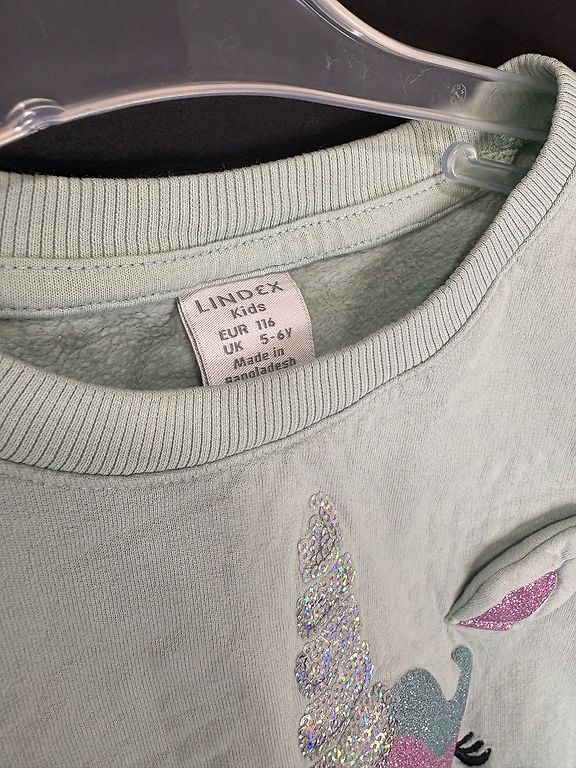 LINDEX
Kids
EUR 116
UK 5-6Y
Made in
Bangladesh